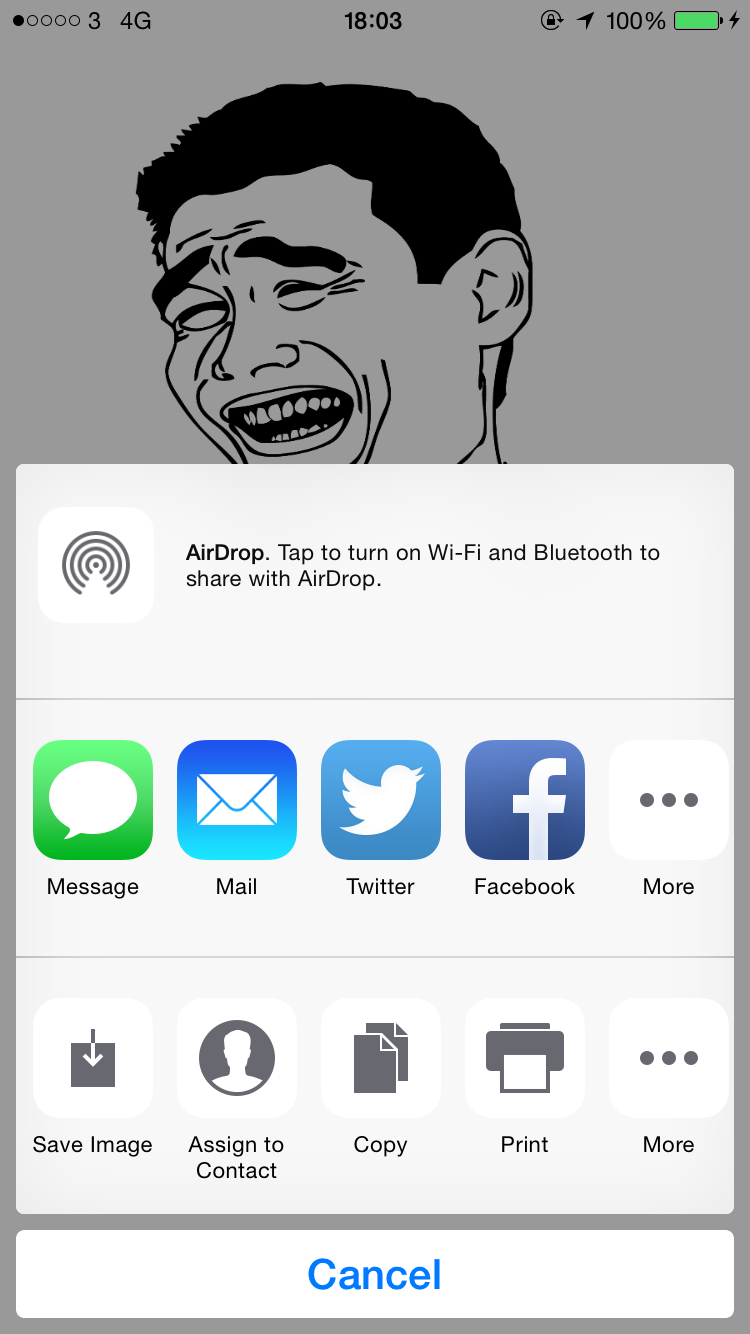 3 4G 18:03 100%
AirDrop. Tap to turn on Wi-Fi and Bluetooth to
share with AirDrop.
Message Mail Twitter Facebook More
Save Image Assign to Contact Copy Print More
Cancel